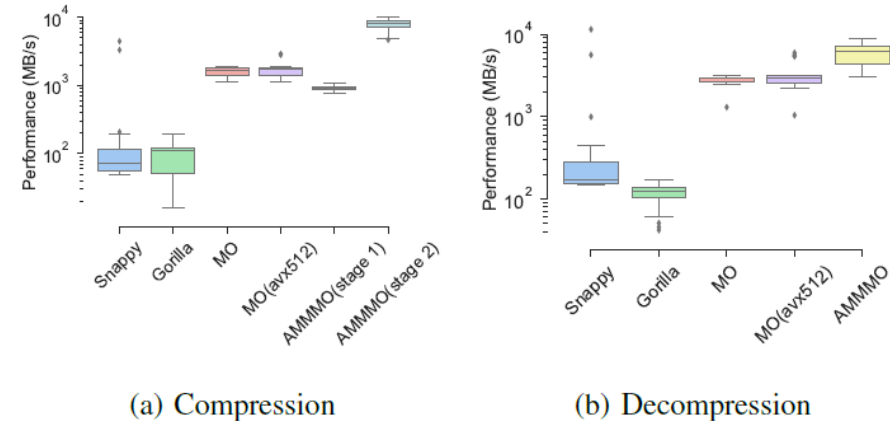 Performance (MB/s)
10^4
10^3
10^2
Snappy
Gorilla
MO
MO(avx512)
AMMMO(stage 1)
AMMMO(stage 2)
(a) Compression
Performance (MB/s)
10^4
10^3
10^2
Snappy
Gorilla
MO
MO(avx512)
AMMMO
(b) Decompression